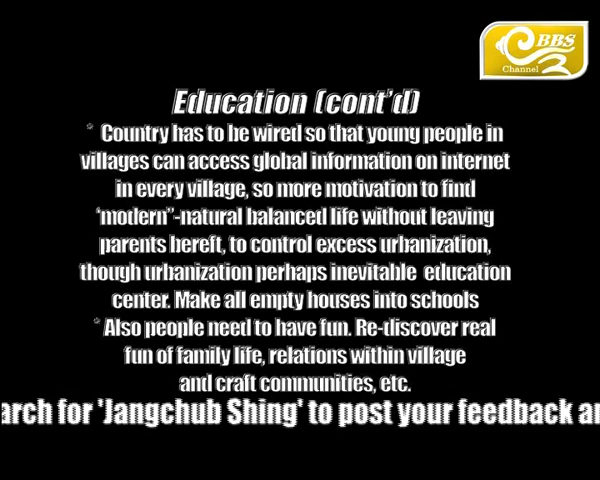 BBS
Channel 2
Education (cont'd)
* Country has to be wired so that young people in
villages can access global information on internet
in every village, so more motivation to find
'modern"-natural balanced life without leaving
parents bereft, to control excess urbanization,
though urbanization perhaps inevitable education
center. Make all empty houses into schools
* Also people need to have fun. Re-discover real
fun of family life, relations within village
and craft communities, etc.
arch for 'Jangchub Shing' to post your feedback an